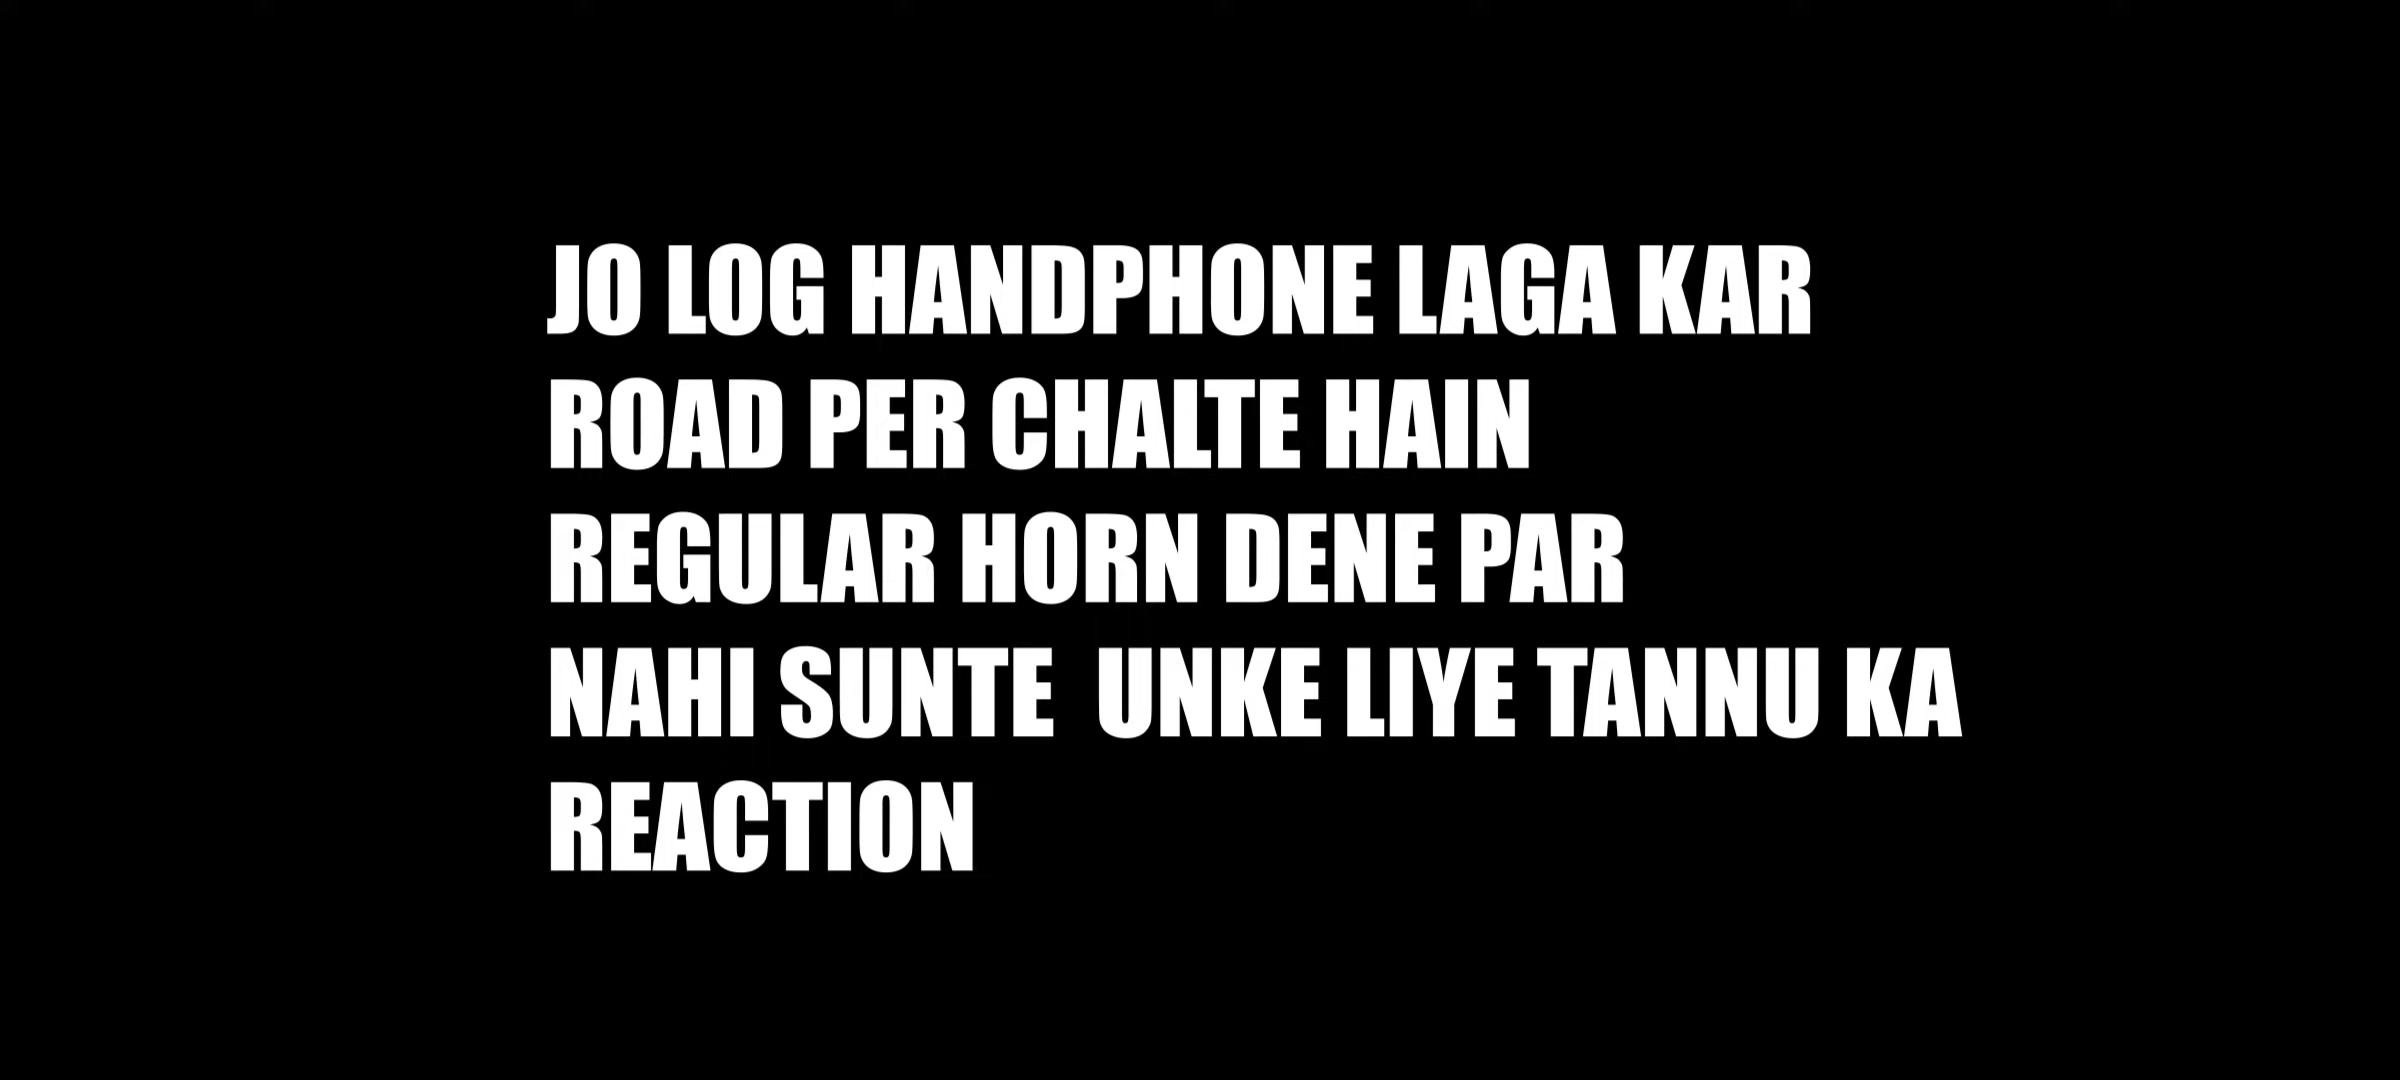 JO LOG HANDPHONE LAGA KAR
ROAD PER CHALTE HAIN
REGULAR HORN DENE PAR
NAHI SUNTE  UNKE LIYE TANNU KA
REACTION